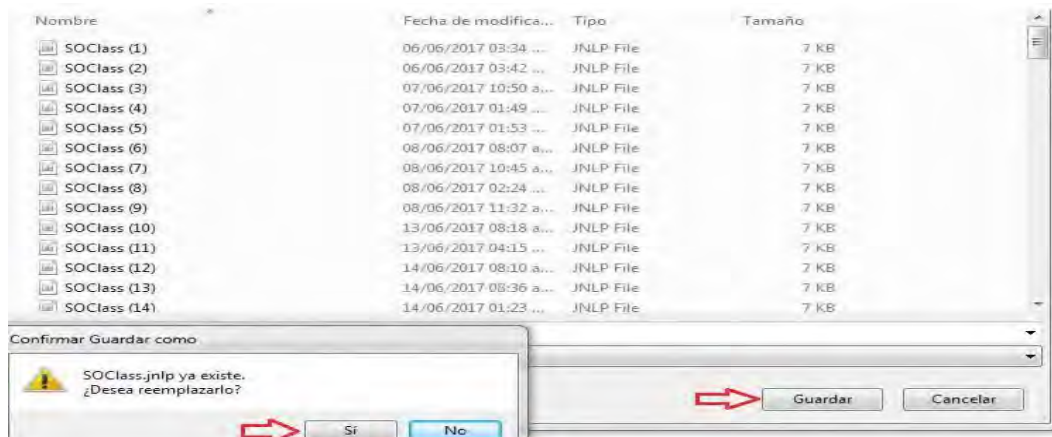 Nombre Fecha de modifica... Tipo Tamaño
SOClass (1) 06/06/2017 03:34 ... JNLP File 7 KB
SOClass (2) 06/06/2017 03:42 ... JNLP File 7 KB
SOClass (3) 07/06/2017 10:50 a... JNLP File 7 KB
SOClass (4) 07/06/2017 01:49 ... JNLP File 7 KB
SOClass (5) 07/06/2017 01:53 ... JNLP File 7 KB
SOClass (6) 08/06/2017 08:07 a... JNLP File 7 KB
SOClass (7) 08/06/2017 10:45 a... JNLP File 7 KB
SOClass (8) 08/06/2017 02:24 ... JNLP File 7 KB
SOClass (9) 08/06/2017 11:32 a... JNLP File 7 KB
SOClass (10) 13/06/2017 08:18 a... JNLP File 7 KB
SOClass (11) 13/06/2017 04:15 ... JNLP File 7 KB
SOClass (12) 14/06/2017 08:10 a... JNLP File 7 KB
SOClass (13) 14/06/2017 08:36 a... JNLP File 7 KB
SOClass (14) 14/06/2017 01:23 ... JNLP File 7 KB
Confirmar Guardar como
SOClass.jnlp ya existe.
¿Desea reemplazarlo?
Sí No
Guardar Cancelar